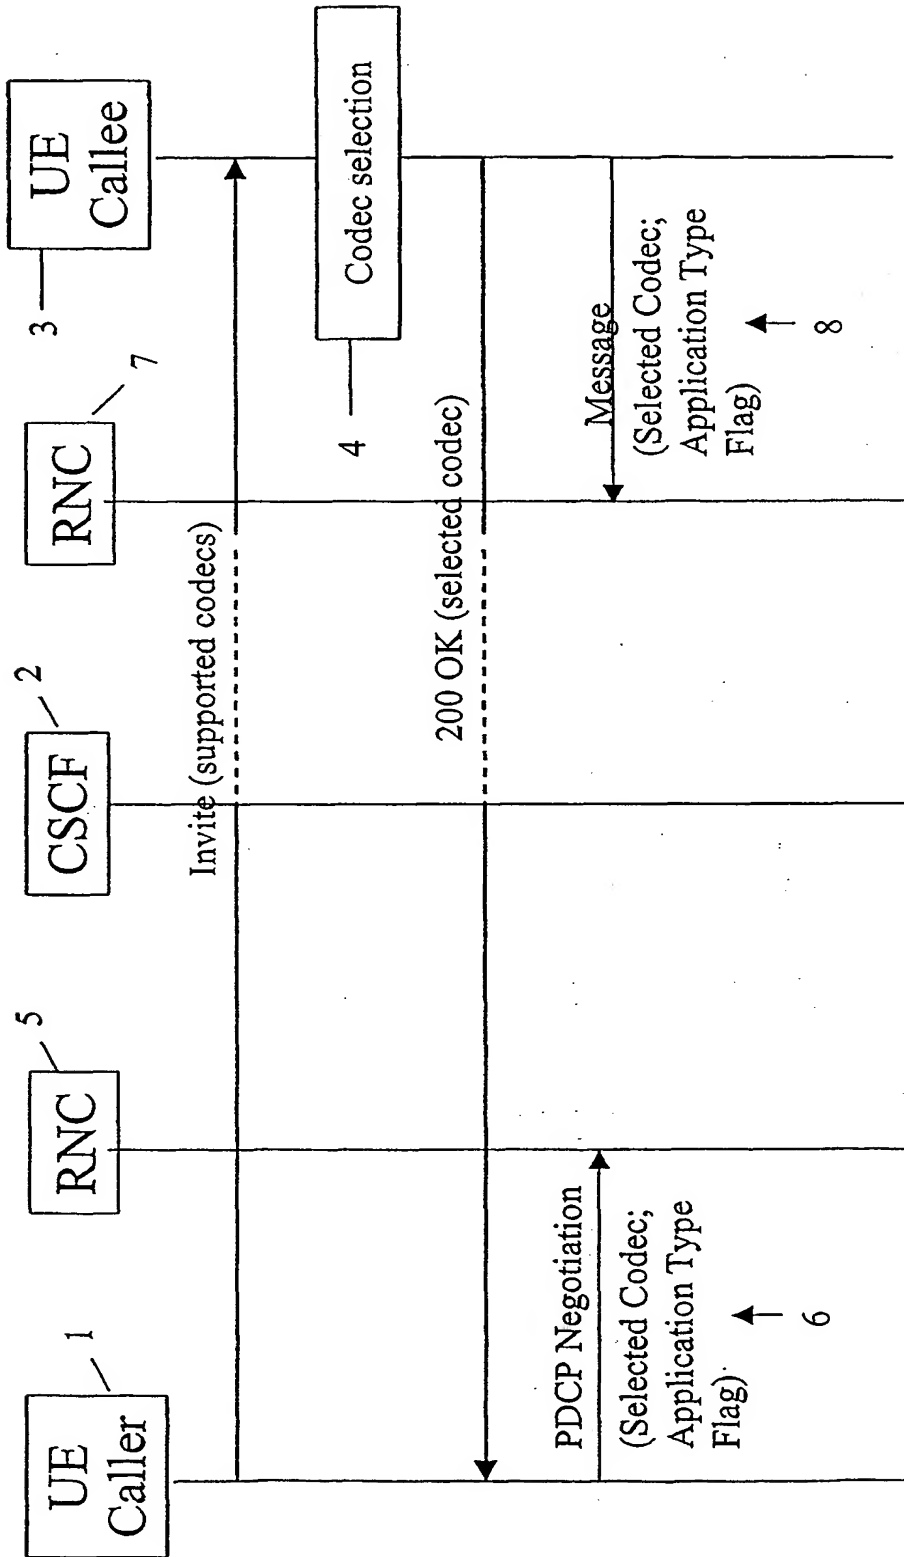 UE
Caller
1
RNC
5
CSCF
2
RNC
7
UE
Callee
3
Invite (supported codecs)
Codec selection
4
200 OK (selected codec)
PDCP Negotiation
(Selected Codec;
Application Type
Flag)
6
Message
(Selected Codec;
Application Type
Flag)
8